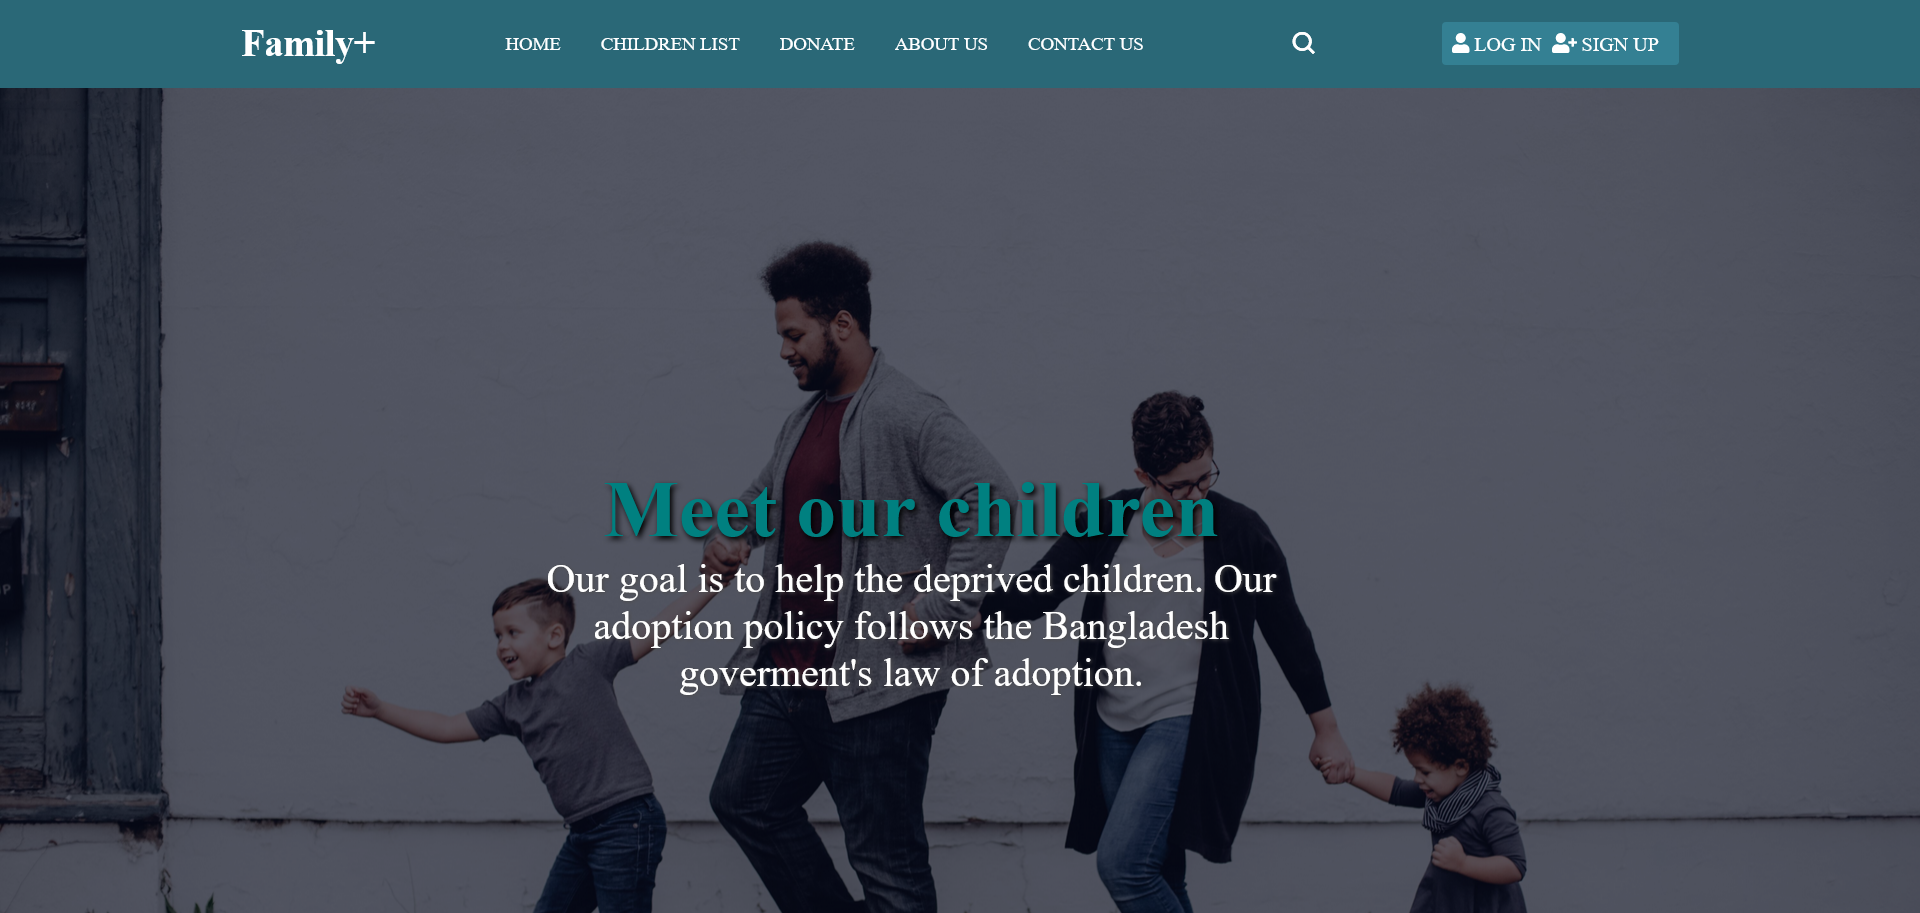 Family+
HOME CHILDREN LIST DONATE ABOUT US CONTACT US
LOG IN SIGN UP
Meet our children
Our goal is to help the deprived children. Our
adoption policy follows the Bangladesh
goverment's law of adoption.